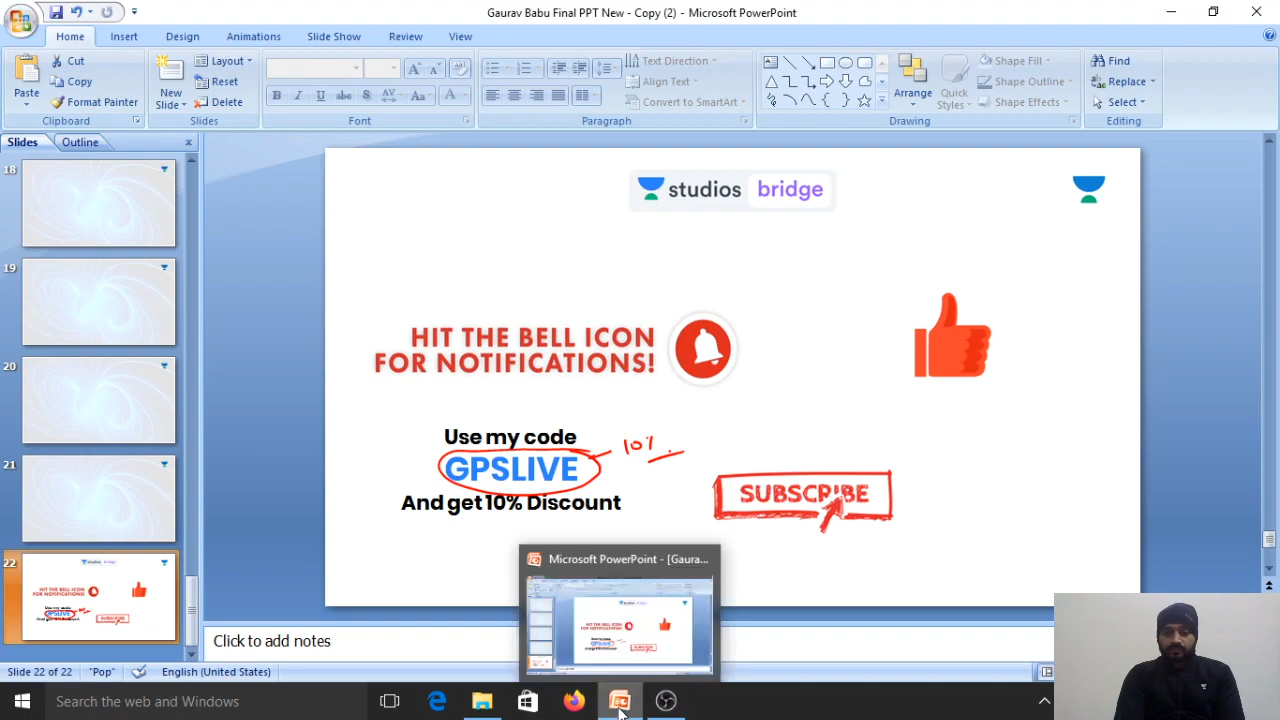 Gaurav Babu Final PPT New - Copy (2) - Microsoft PowerPoint
Home Insert Design Animations Slide Show Review View
Paste
Cut
Copy
Format Painter
Clipboard
New Slide
Layout
Reset
Delete
Slides
B I U abc S AV Aa A
Font
Text Direction
Align Text
Convert to SmartArt
Paragraph
Arrange
Quick Styles
Shape Fill
Shape Outline
Shape Effects
Drawing
Find
Replace
Select
Editing
Slides Outline
18
19
20
21
22
studios bridge
HIT THE BELL ICON
FOR NOTIFICATIONS!
Use my code
GPSLIVE
10%
And get 10% Discount
SUBSCRIBE
Microsoft PowerPoint - [Gaura...
Click to add notes
Slide 22 of 22 "Pop" English (United States)
Search the web and Windows